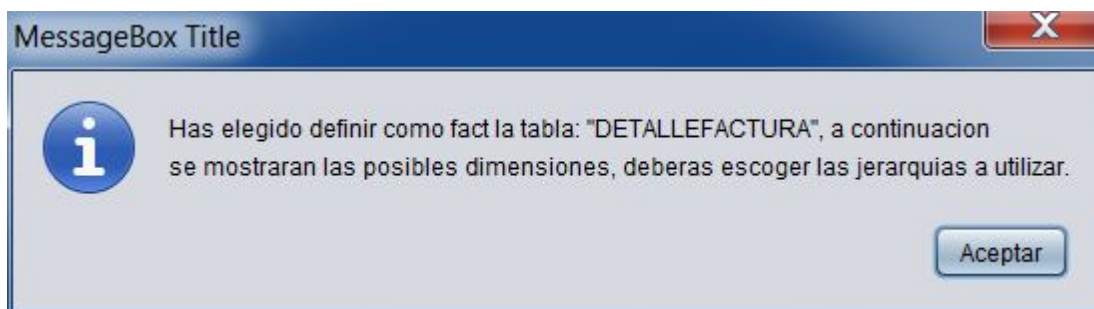 MessageBox Title
Has elegido definir como fact la tabla: "DETALLEFACTURA", a continuacion
se mostraran las posibles dimensiones, deberas escoger las jerarquias a utilizar.
Aceptar